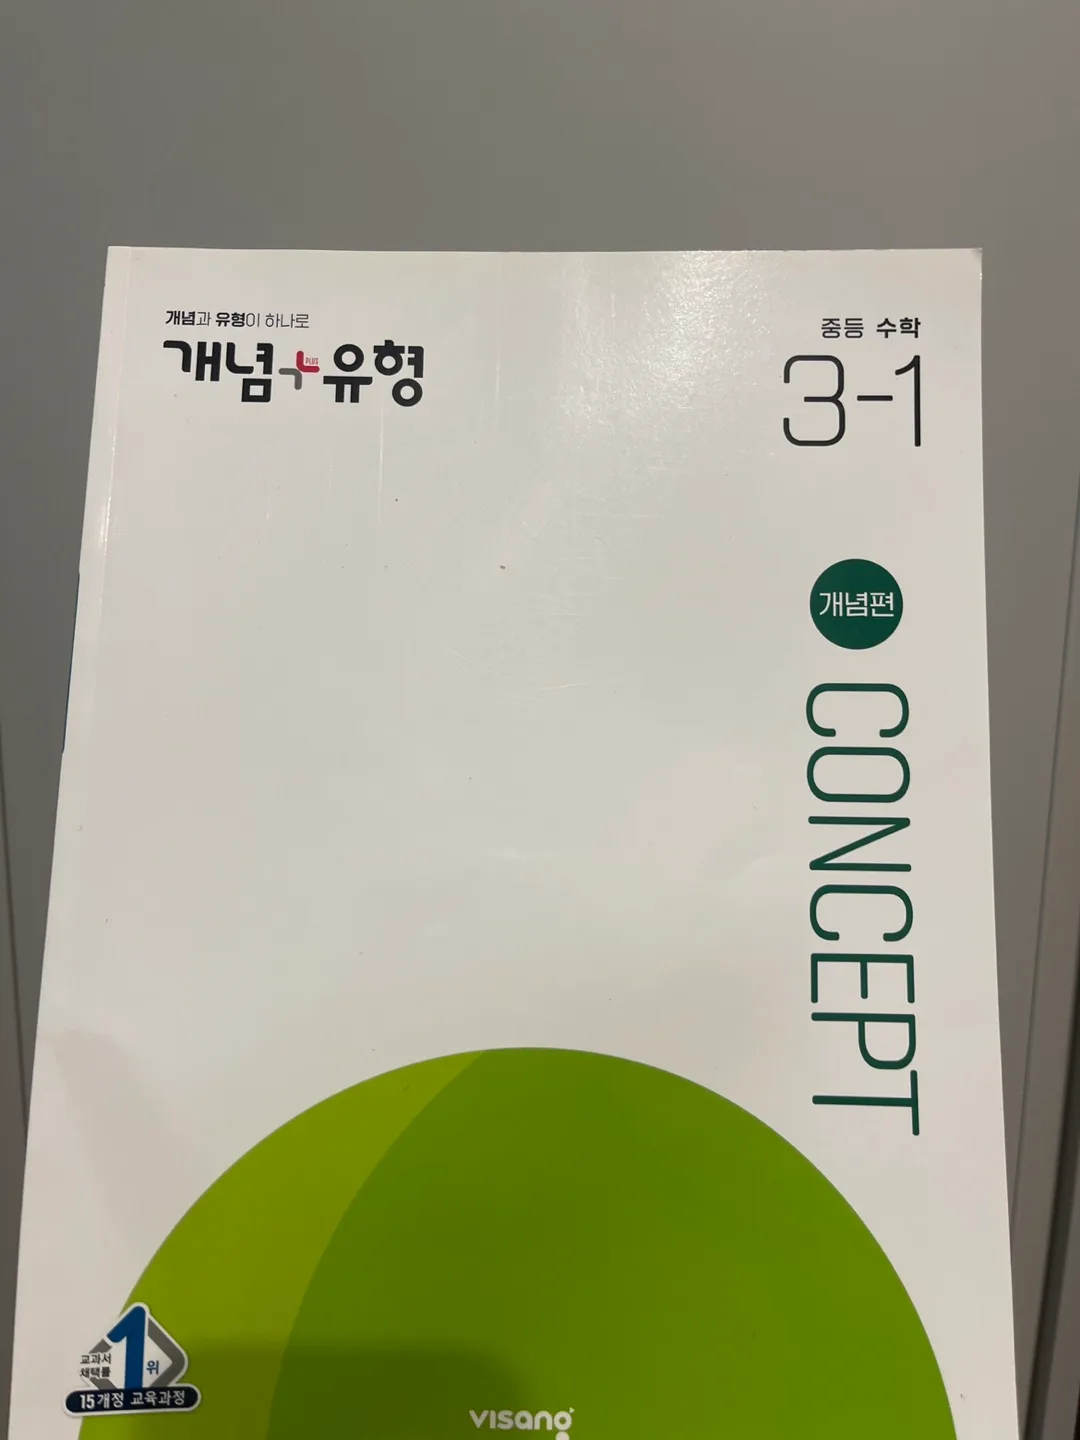 개념과 유형이 하나로
개념+유형
PLUS
중등 수학
3-1
개념편
CONCEPT
교과서
채택률
1위
15개정 교육과정
visang